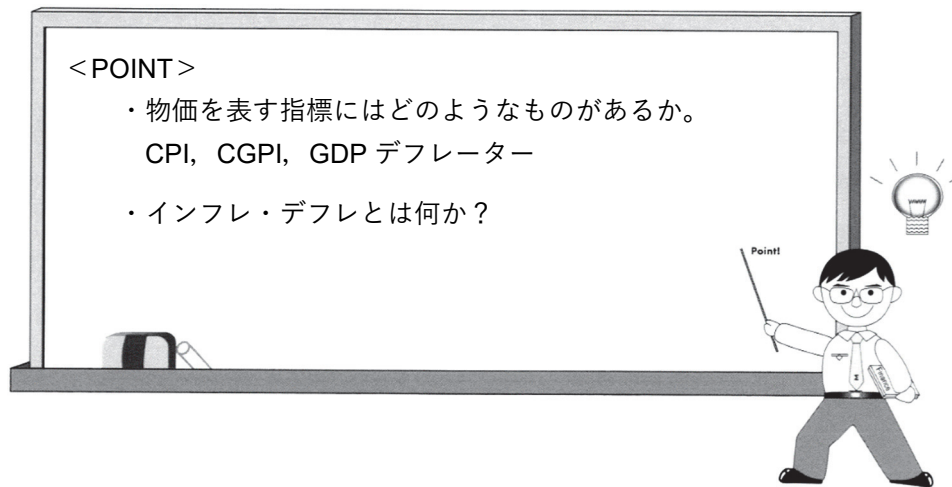 ＜POINT＞
・物価を表す指標にはどのようなものがあるか。
CPI，CGPI，GDP デフレーター
・インフレ・デフレとは何か？
Point!